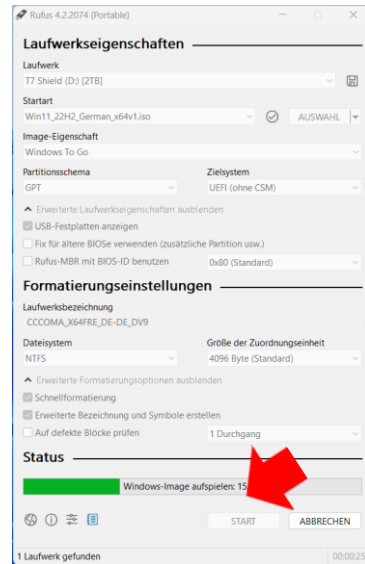 Rufus 4.2.2074 (Portable)
Laufwerkseigenschaften
Laufwerk
T7 Shield (D:) [2TB]
Startart
Win11_22H2_German_x64v1.iso
AUSWAHL
Image-Eigenschaft
Windows To Go
Partitionsschema Zielsystem
GPT UEFI (ohne CSM)
Erweiterte Laufwerkseigenschaften ausblenden
USB-Festplatten anzeigen
Fix für ältere BIOSe verwenden (zusätzliche Partition usw.)
Rufus-MBR mit BIOS-ID benutzen 0x80 (Standard)
Formatierungseinstellungen
Laufwerksbezeichnung
CCCOMA_X64FRE_DE-DE_DV9
Dateisystem Größe der Zuordnungseinheit
NTFS 4096 Byte (Standard)
Erweiterte Formatierungsoptionen ausblenden
Schnellformatierung
Erweiterte Bezeichnung und Symbole erstellen
Auf defekte Blöcke prüfen 1 Durchgang
Status
Windows-Image aufspielen: 15
START ABBRECHEN
1 Laufwerk gefunden 00:00:25